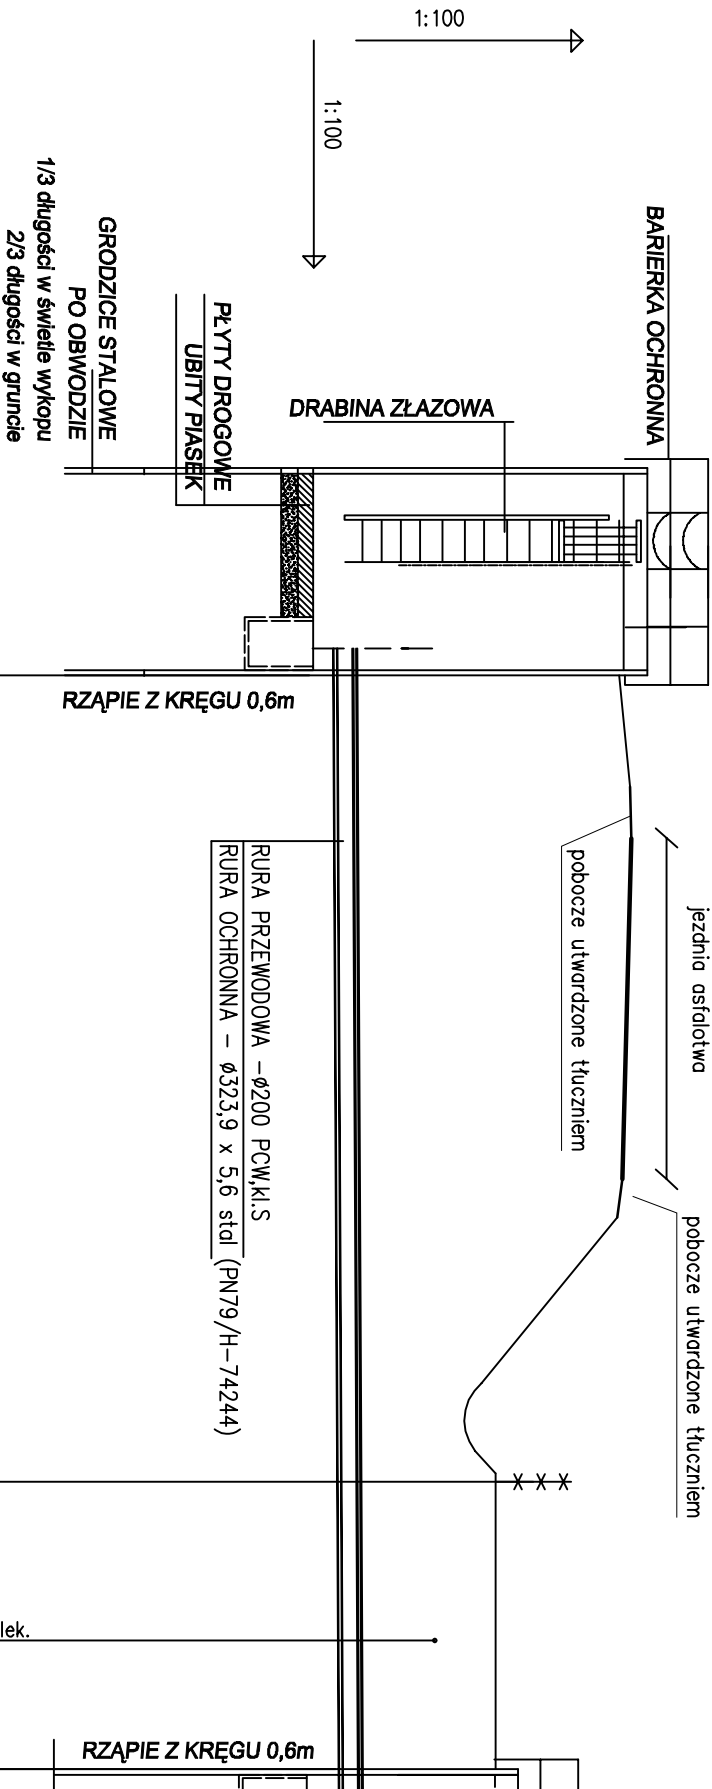 1:100
1:100
BARIERKA OCHRONNA
GRODZICE STALOWE
PO OBWODZIE
1/3 długości w świetle wykopu
2/3 długości w gruncie
PŁYTY DROGOWE
UBITY PIASEK
DRABINA ZŁAZOWA
RZĄPIE Z KRĘGU 0,6m
jezdnia asfalotwa
pobocze utwardzone tłuczniem
pobocze utwardzone tłuczniem
RURA PRZEWODOWA -ø200 PCW,kl.S
RURA OCHRONNA - ø323,9 x 5,6 stal (PN79/H-74244)
lek.
RZĄPIE Z KRĘGU 0,6m